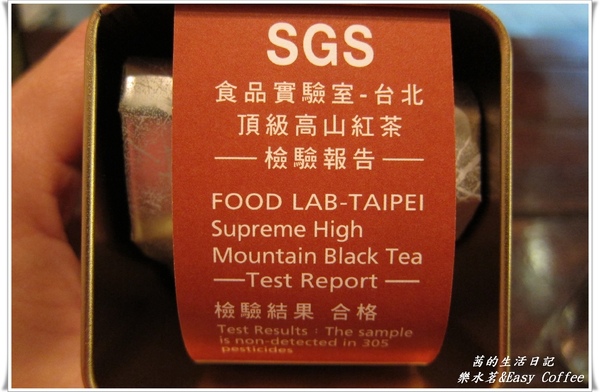 SGS
食品實驗室-台北
頂級高山紅茶
檢驗報告
FOOD LAB-TAIPEI
Supreme High
Mountain Black Tea
Test Report
檢驗結果 合格
Test Results：The sample
is non-detected in 305
pesticides
茜的生活日記
樂水茗&Easy Coffee